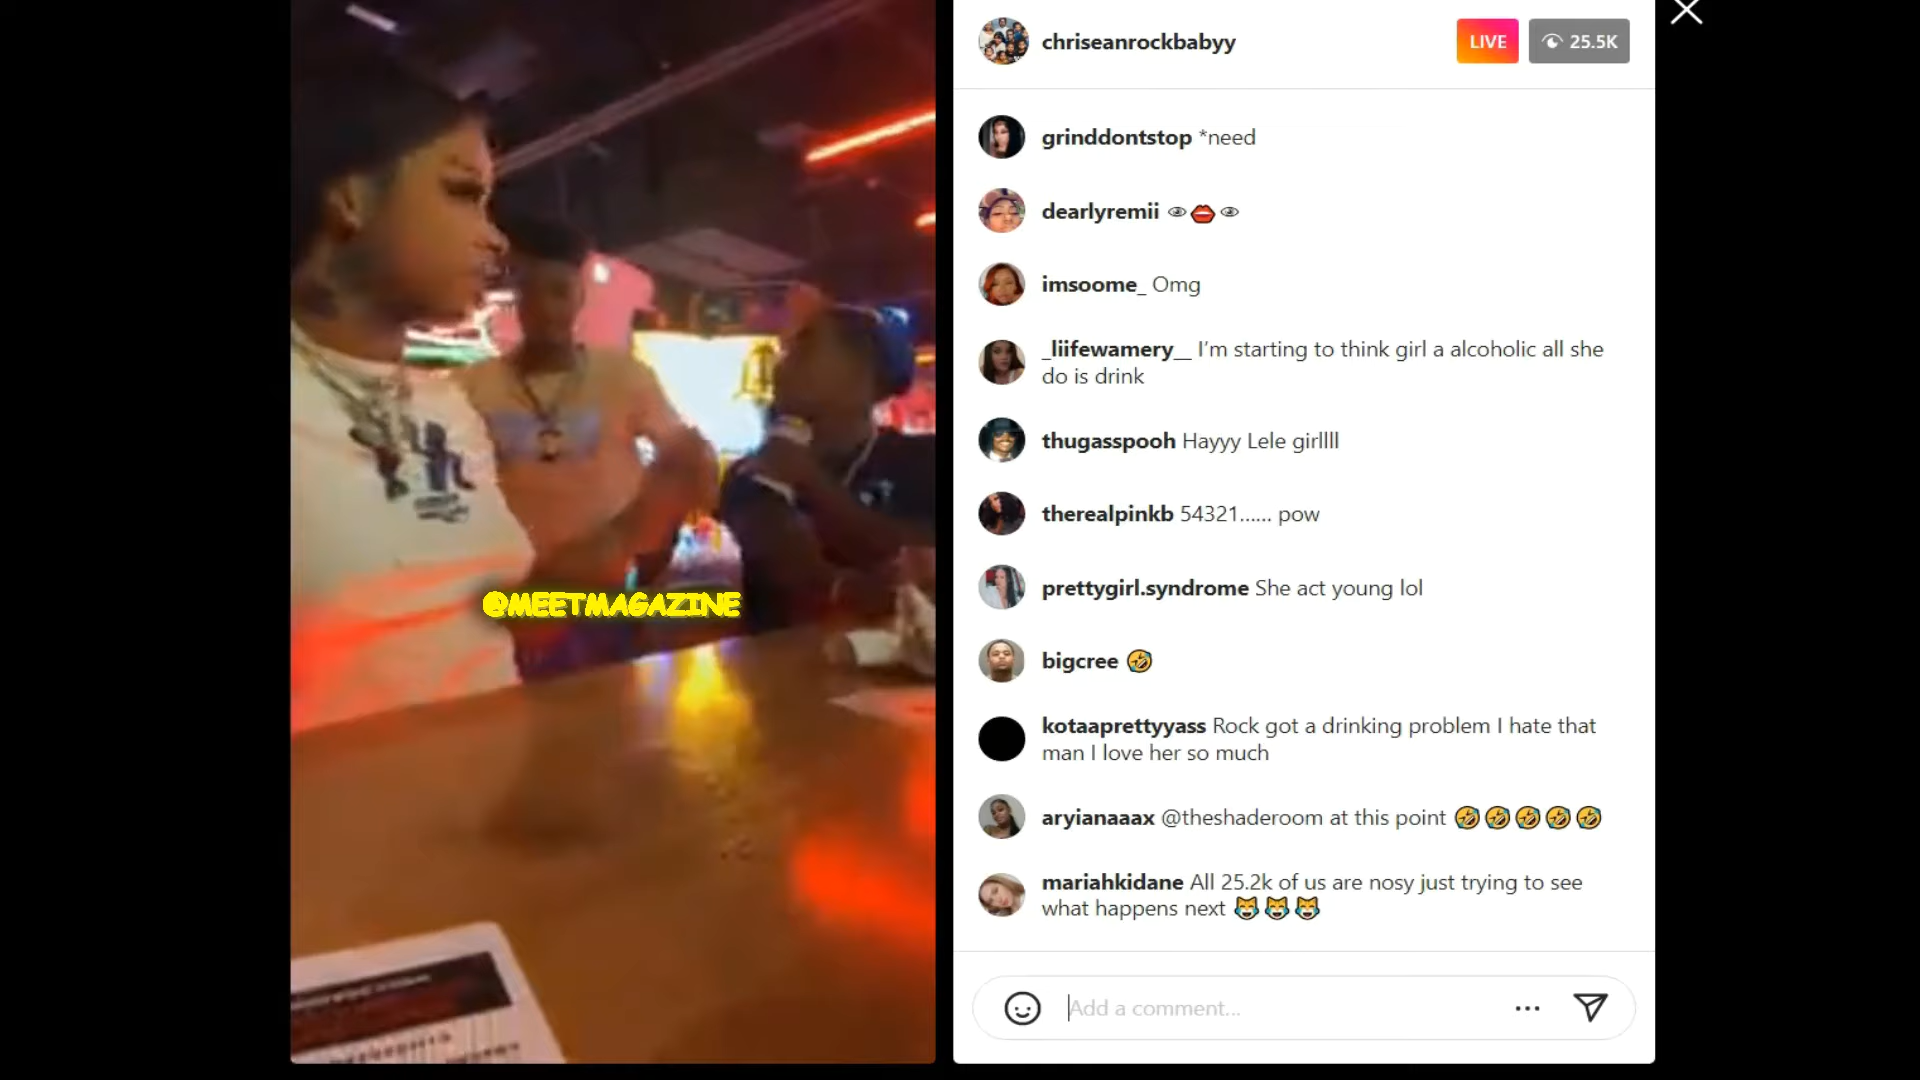 chriseanrockbabyy
LIVE
25.5K
grinddontstop *need
dearlyremii 👁👄👁
imsoome_ Omg
_liifewamery__ I'm starting to think girl a alcoholic all she
do is drink
thugasspooh Hayyy Lele girllll
therealpinkb 54321...... pow
prettygirl.syndrome She act young lol
bigcree 🤣
kotaaprettyyass Rock got a drinking problem I hate that
man I love her so much
aryianaaax @theshaderoom at this point 🤣🤣🤣🤣🤣
mariahkidane All 25.2k of us are nosy just trying to see
what happens next 😹😹😹
Add a comment...
@MEETMAGAZINE